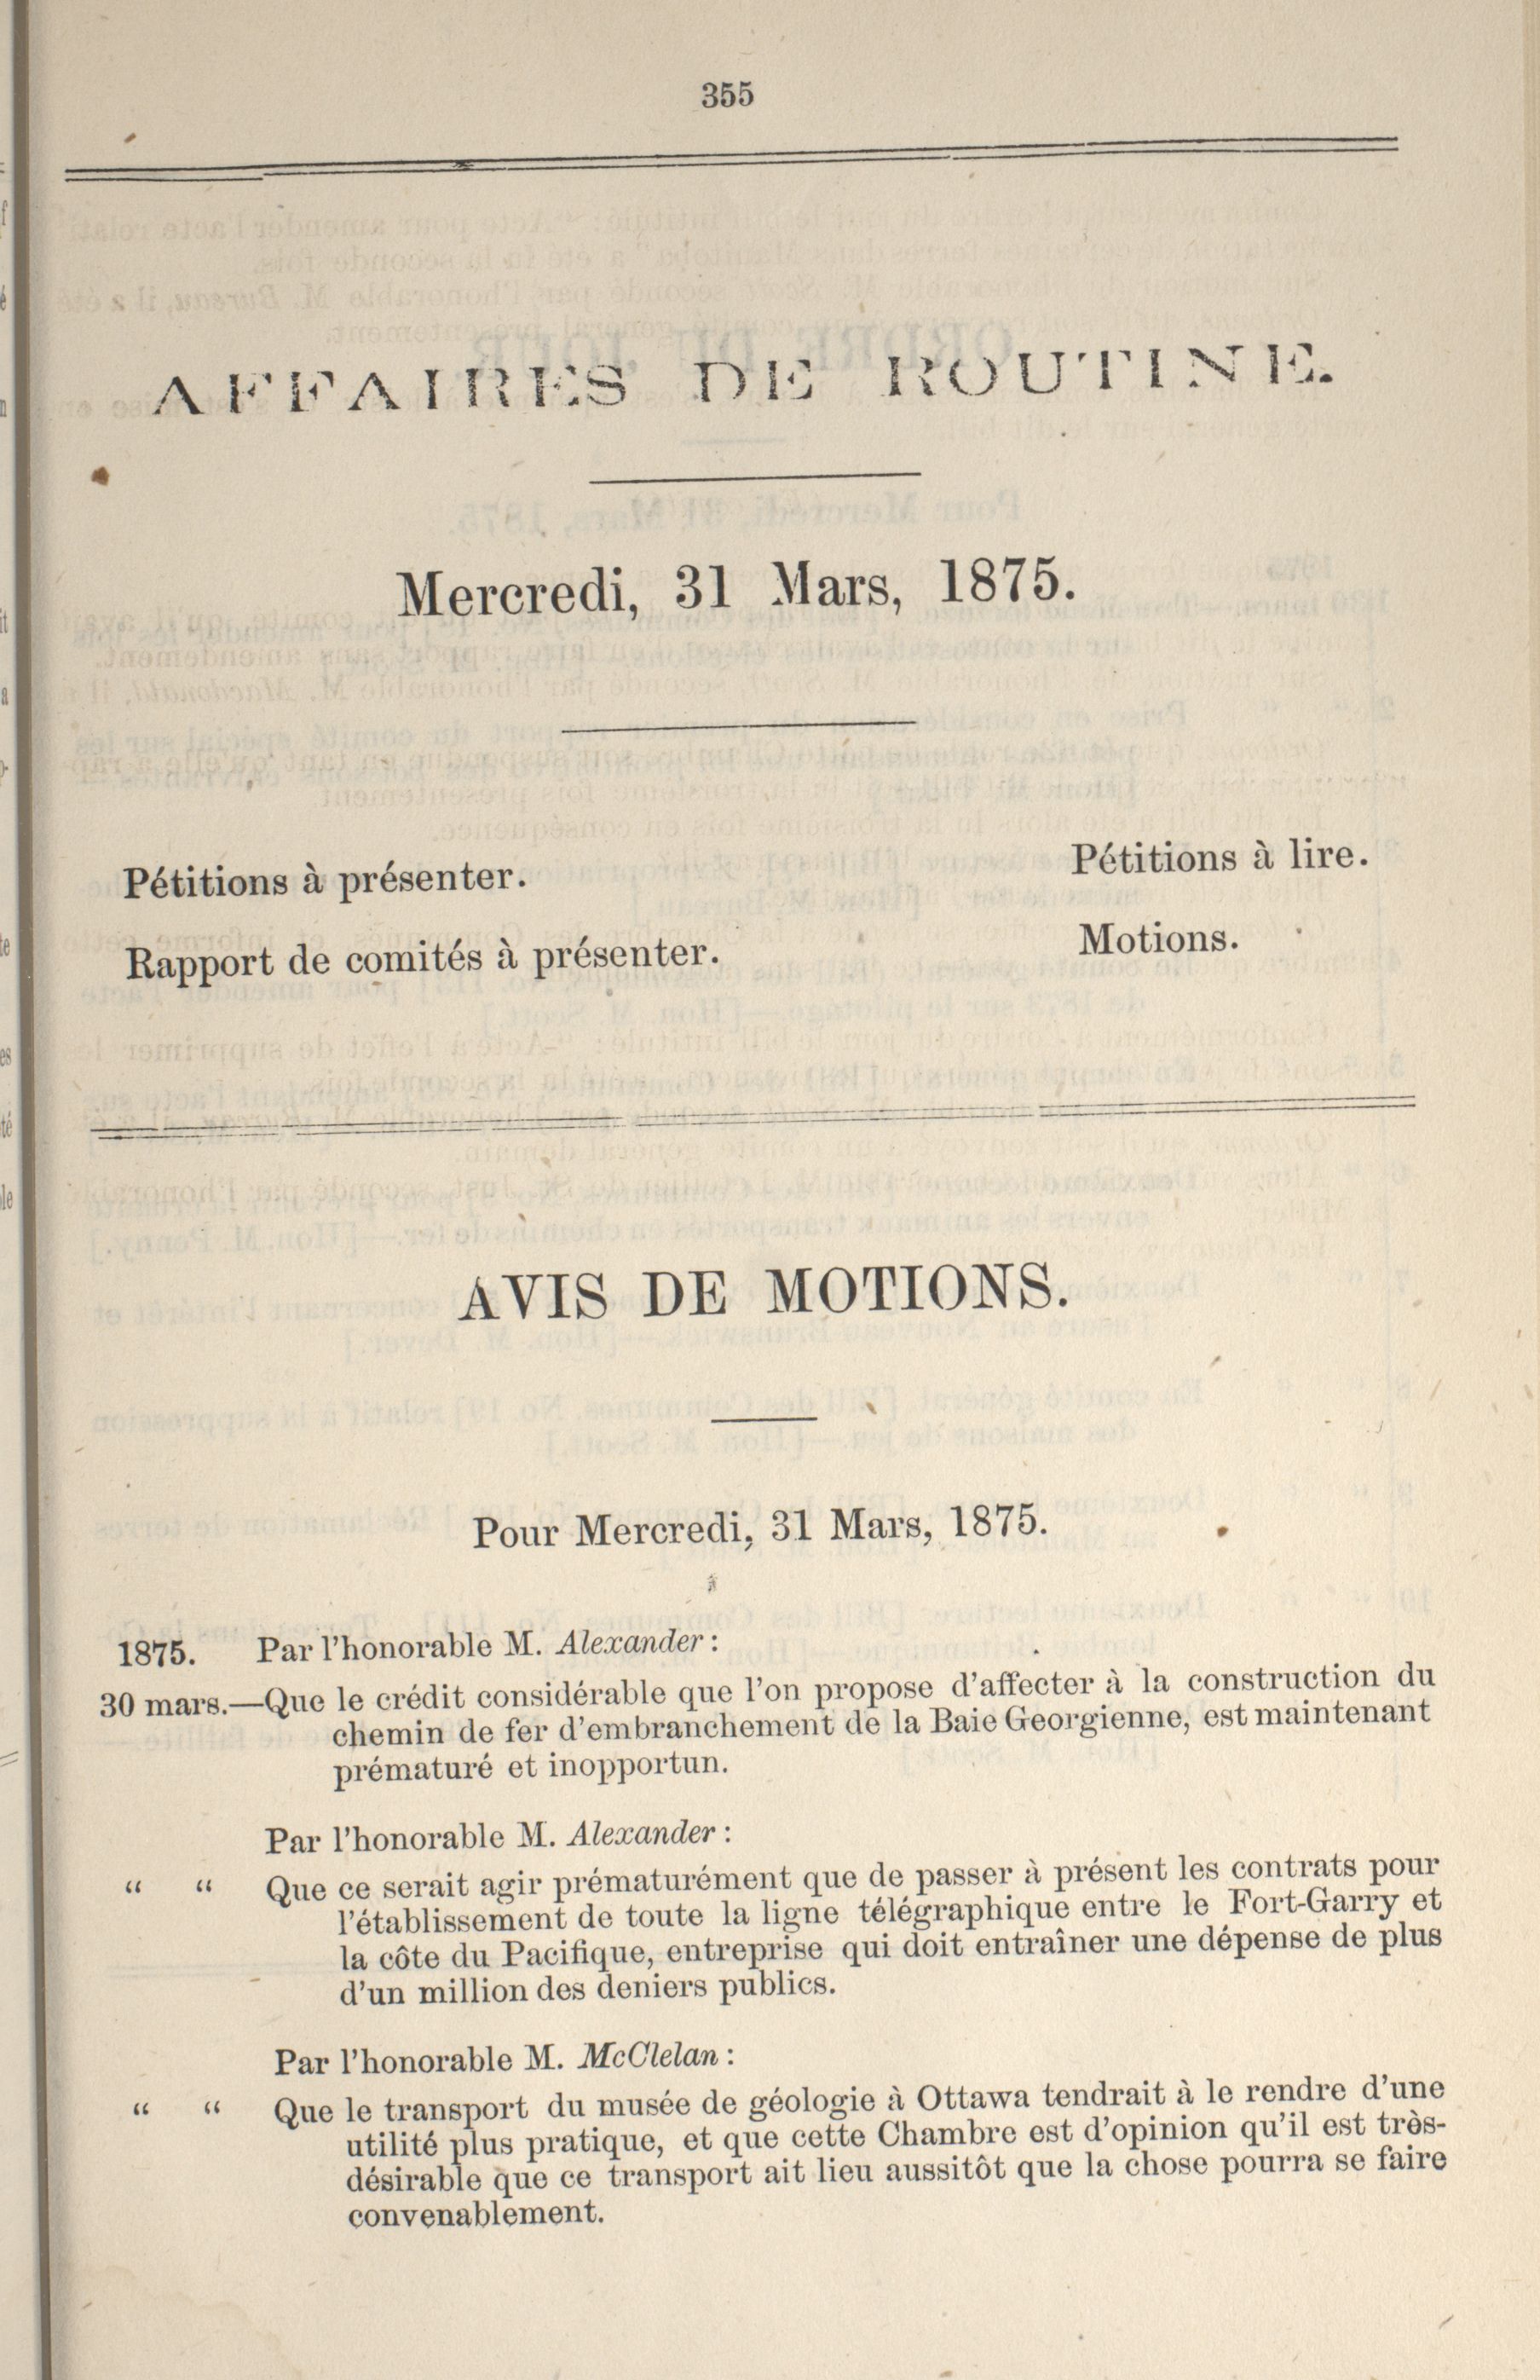 355
AFFAIRES DE ROUTINE.
Mercredi, 31 Mars, 1875.
Pétitions à présenter. Pétitions à lire.
Rapport de comités à présenter. Motions.
AVIS DE MOTIONS.
Pour Mercredi, 31 Mars, 1875.
1875. Par l'honorable M. Alexander :
30 mars.—Que le crédit considérable que l'on propose d'affecter à la construction du
chemin de fer d'embranchement de la Baie Georgienne, est maintenant
prématuré et inopportun.
Par l'honorable M. Alexander :
“ “ Que ce serait agir prématurément que de passer à présent les contrats pour
l'établissement de toute la ligne télégraphique entre le Fort-Garry et
la côte du Pacifique, entreprise qui doit entraîner une dépense de plus
d'un million des deniers publics.
Par l'honorable M. McClelan :
“ “ Que le transport du musée de géologie à Ottawa tendrait à le rendre d'une
utilité plus pratique, et que cette Chambre est d'opinion qu'il est très-
désirable que ce transport ait lieu aussitôt que la chose pourra se faire
convenablement.